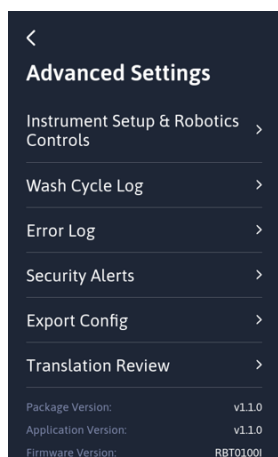 Advanced Settings
Instrument Setup & Robotics
Controls
Wash Cycle Log
Error Log
Security Alerts
Export Config
Translation Review
Package Version: v1.1.0
Application Version: v1.1.0
Firmware Version: RBT0100I